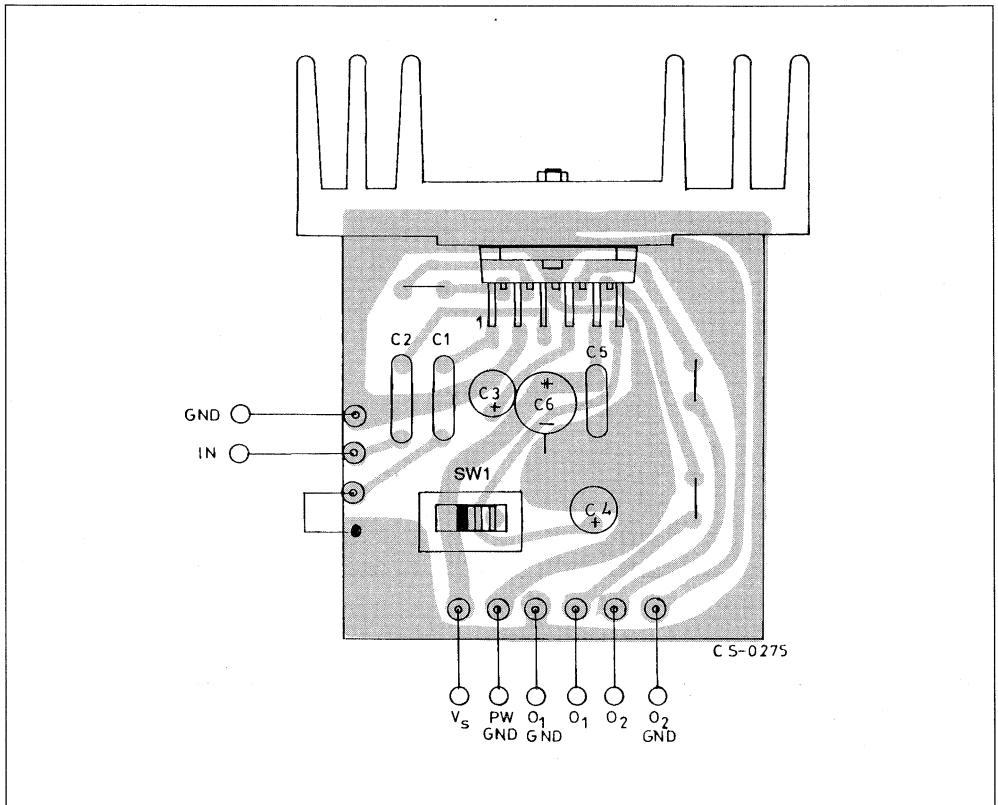 1
C2 C1 C5
C3 + + C6 −
GND
IN
SW1
C4 +
CS-0275
VS PW GND O1 GND O1 O2 O2 GND